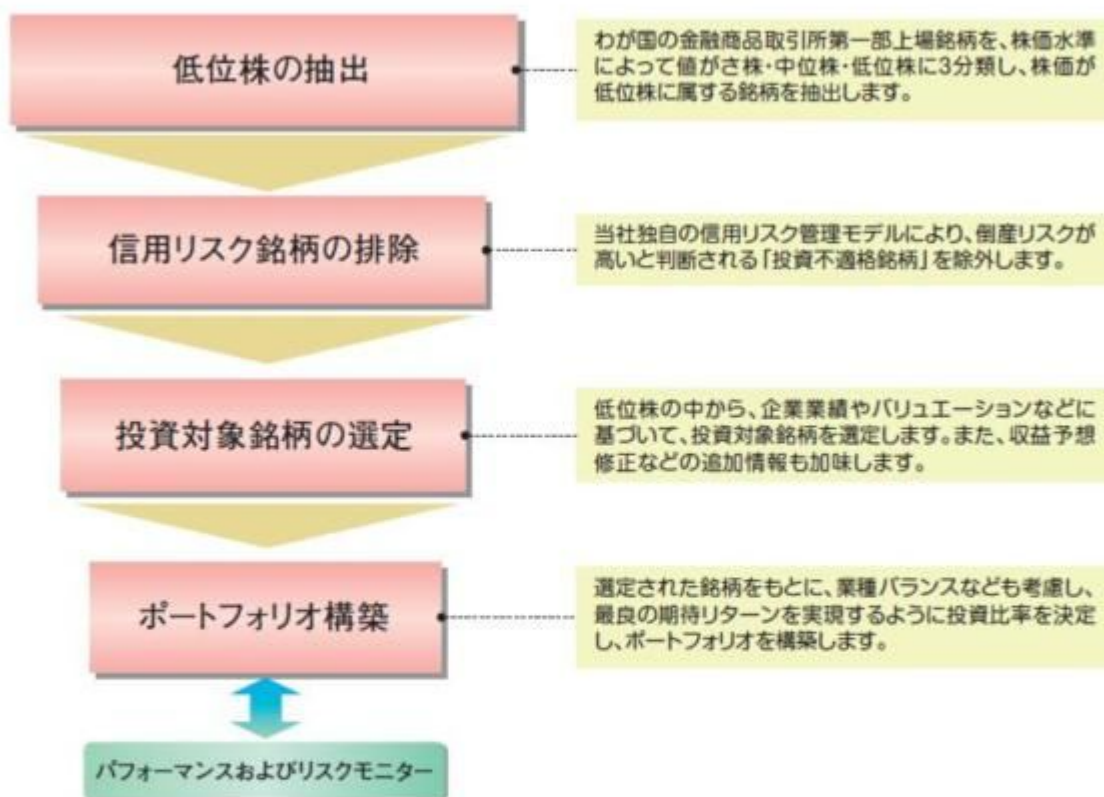 低位株の抽出
わが国の金融商品取引所第一部上場銘柄を、株価水準
によって値がさ株・中位株・低位株に3分類し、株価が
低位株に属する銘柄を抽出します。
信用リスク銘柄の排除
当社独自の信用リスク管理モデルにより、倒産リスクが
高いと判断される「投資不適格銘柄」を除外します。
投資対象銘柄の選定
低位株の中から、企業業績やバリュエーションなどに
基づいて、投資対象銘柄を選定します。また、収益予想
修正などの追加情報も加味します。
ポートフォリオ構築
選定された銘柄をもとに、業種バランスなども考慮し、
最良の期待リターンを実現するように投資比率を決定
し、ポートフォリオを構築します。
パフォーマンスおよびリスクモニター